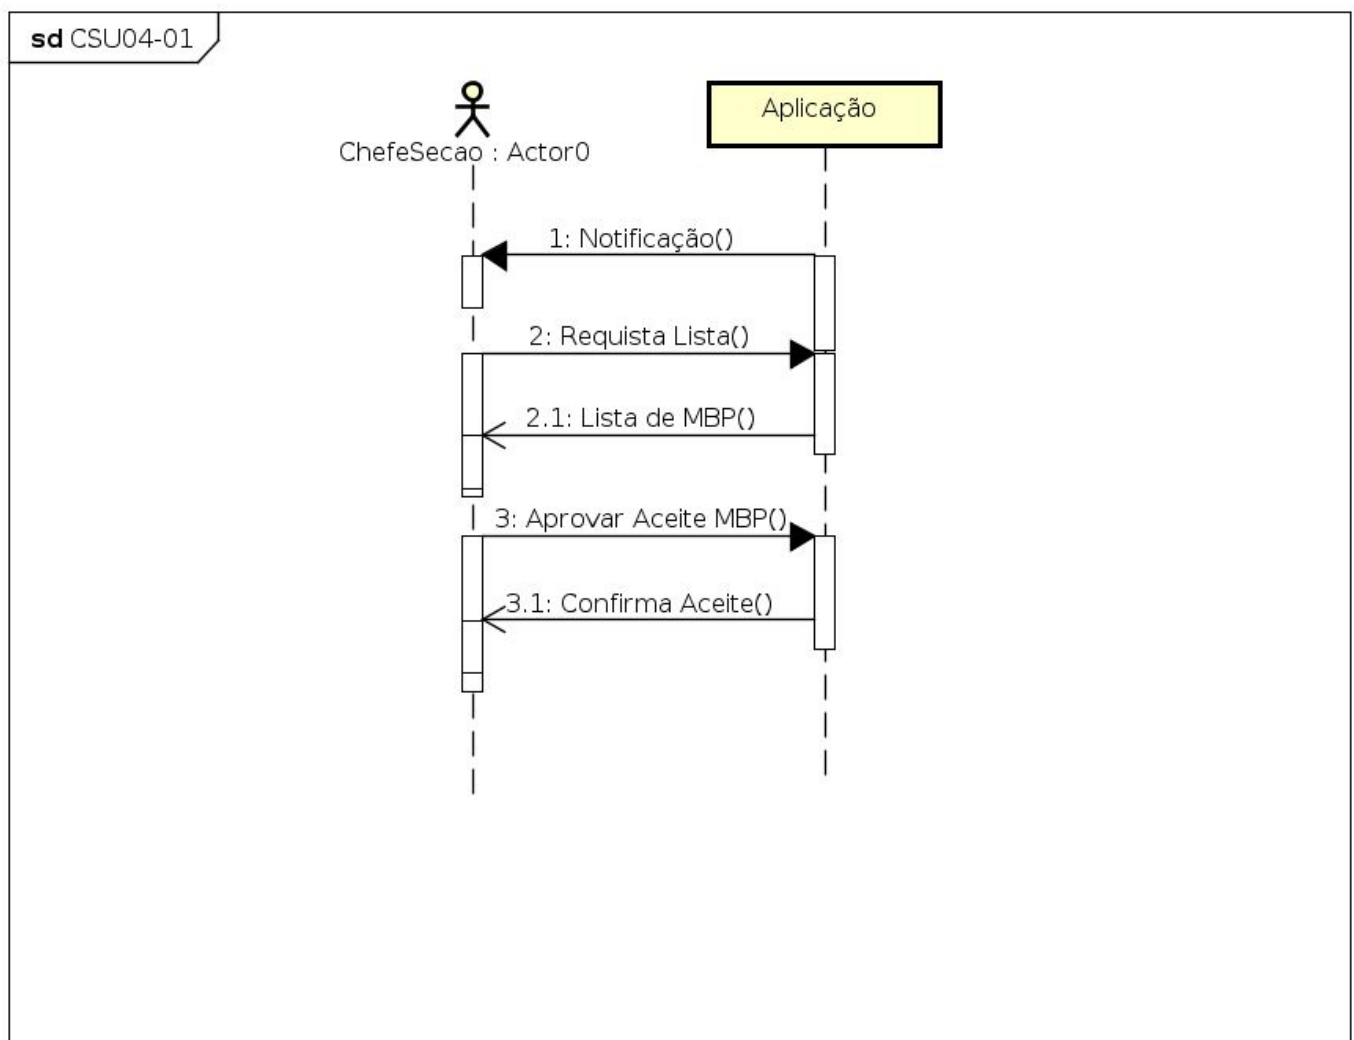 sd CSU04-01
Aplicação
ChefeSecao : Actor0
1: Notificação()
2: Requista Lista()
2.1: Lista de MBP()
3: Aprovar Aceite MBP()
3.1: Confirma Aceite()